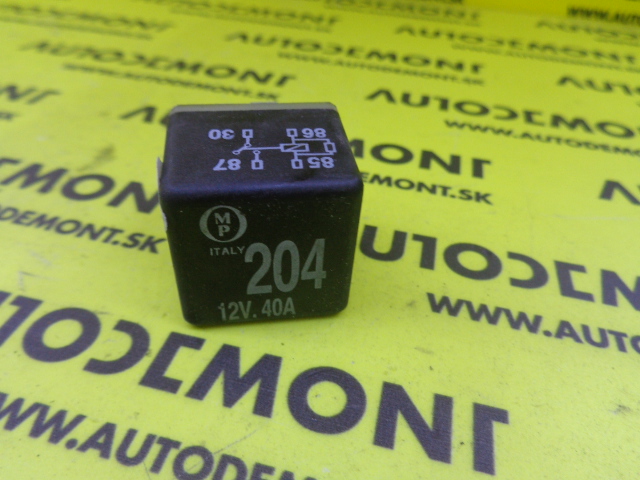 AUTODEMONT
WWW.AUTODEMONT.SK
AUTODEMONT
WWW.AUTODEMONT.SK
30
86
87
85
MP
ITALY
204
12V. 40A
AUTODEMONT
WWW.AUTODEMONT.SK